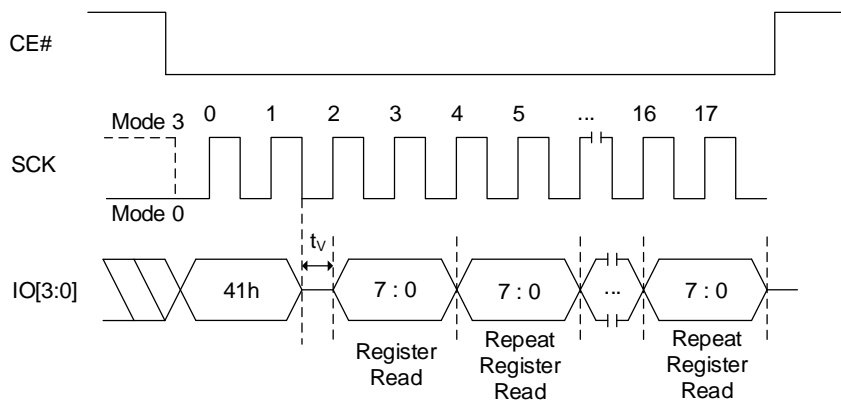 CE#
Mode 3
0 1 2 3 4 5 ... 16 17
SCK
Mode 0
tV
IO[3:0]
41h
7 : 0
7 : 0
...
7 : 0
Register
Read
Repeat
Register
Read
Repeat
Register
Read